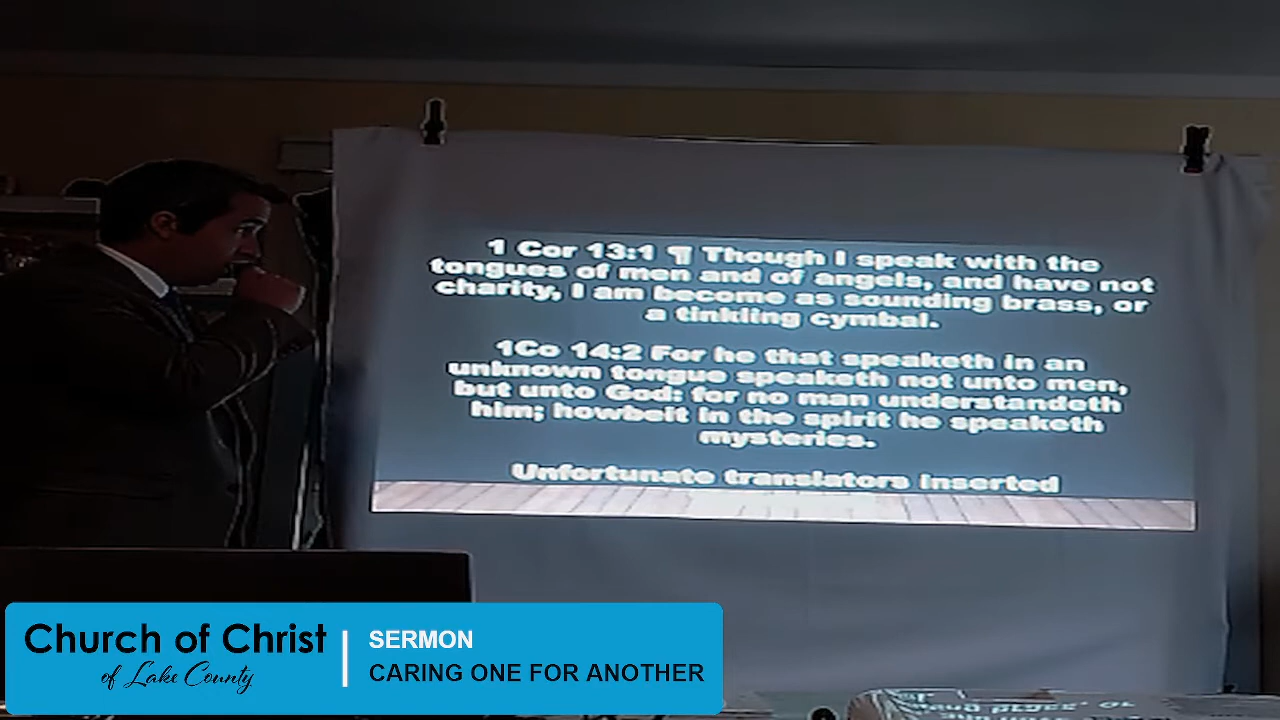 1 Cor 13:1 ¶ Though I speak with the
tongues of men and of angels, and have not
charity, I am become as sounding brass, or
a tinkling cymbal.
1Co 14:2 For he that speaketh in an
unknown tongue speaketh not unto men,
but unto God: for no man understandeth
him; howbeit in the spirit he speaketh
mysteries.
Unfortunate translators inserted
Church of Christ
of Lake County
SERMON
CARING ONE FOR ANOTHER